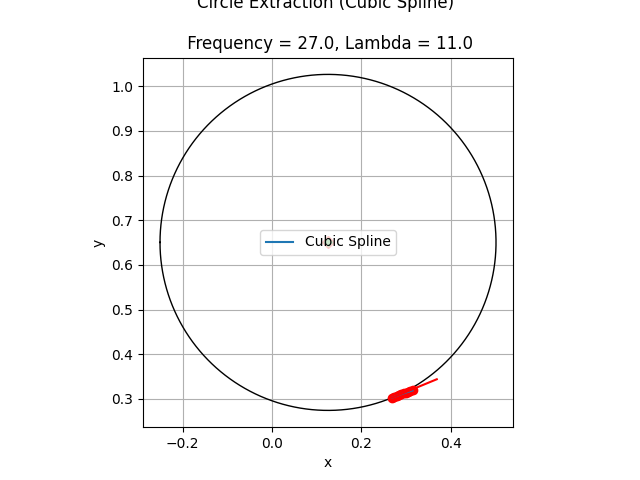 Circle Extraction (Cubic Spline)
Frequency = 27.0, Lambda = 11.0
1.0
0.9
0.8
0.7
0.6
0.5
0.4
0.3
y
Cubic Spline
−0.2
0.0
0.2
0.4
x